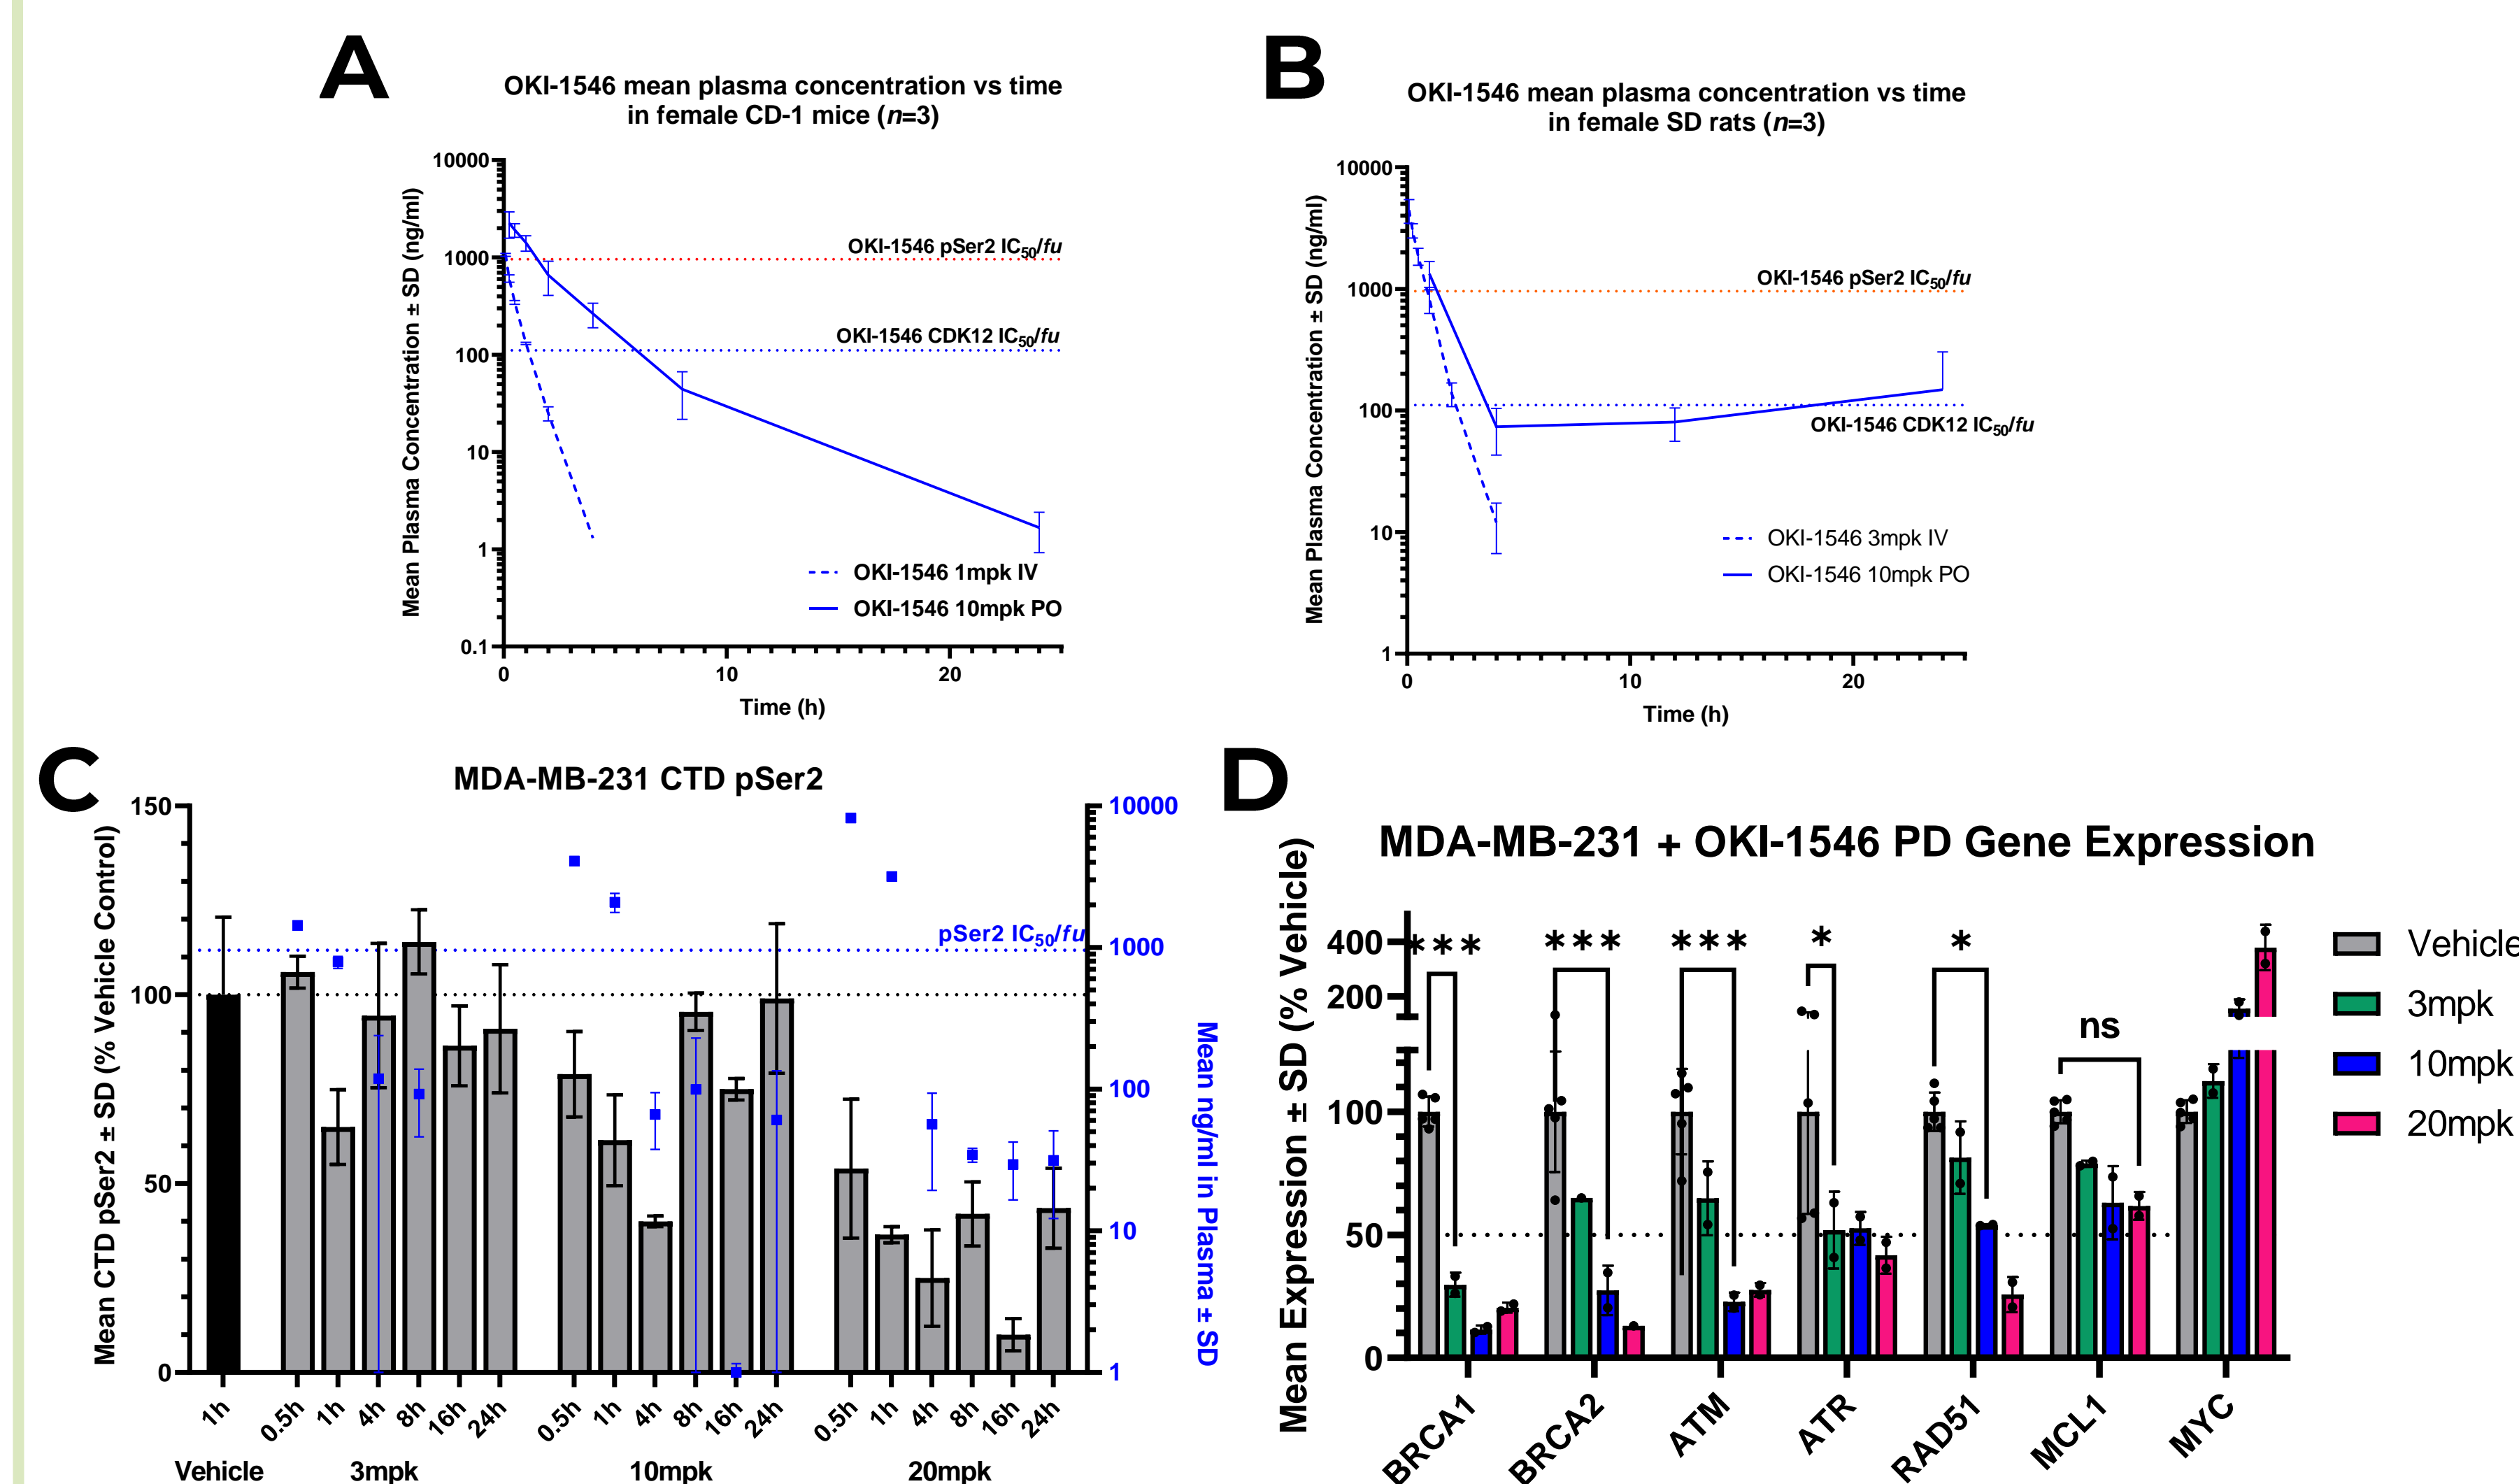 A
OKI-1546 mean plasma concentration vs time
in female CD-1 mice (n=3)
Mean Plasma Concentration ± SD (ng/ml)
10000
1000
100
10
1
0.1
OKI-1546 pSer2 IC50/fu
OKI-1546 CDK12 IC50/fu
OKI-1546 1mpk IV
OKI-1546 10mpk PO
0 10 20
Time (h)
B
OKI-1546 mean plasma concentration vs time
in female SD rats (n=3)
Mean Plasma Concentration ± SD (ng/ml)
10000
1000
100
10
1
OKI-1546 pSer2 IC50/fu
OKI-1546 CDK12 IC50/fu
OKI-1546 3mpk IV
OKI-1546 10mpk PO
0 10 20
Time (h)
C
MDA-MB-231 CTD pSer2
Mean CTD pSer2 ± SD (% Vehicle Control)
150
100
50
0
pSer2 IC50/fu
10000
1000
100
10
1
Mean ng/ml in Plasma ± SD
1h 0.5h 1h 4h 8h 16h 24h 0.5h 1h 4h 8h 16h 24h 0.5h 1h 4h 8h 16h 24h
Vehicle 3mpk 10mpk 20mpk
D
MDA-MB-231 + OKI-1546 PD Gene Expression
Mean Expression ± SD (% Vehicle)
400
200
100
50
0
*** *** *** * * ns
BRCA1 BRCA2 ATM ATR RAD51 MCL1 MYC
Vehicle
3mpk
10mpk
20mpk